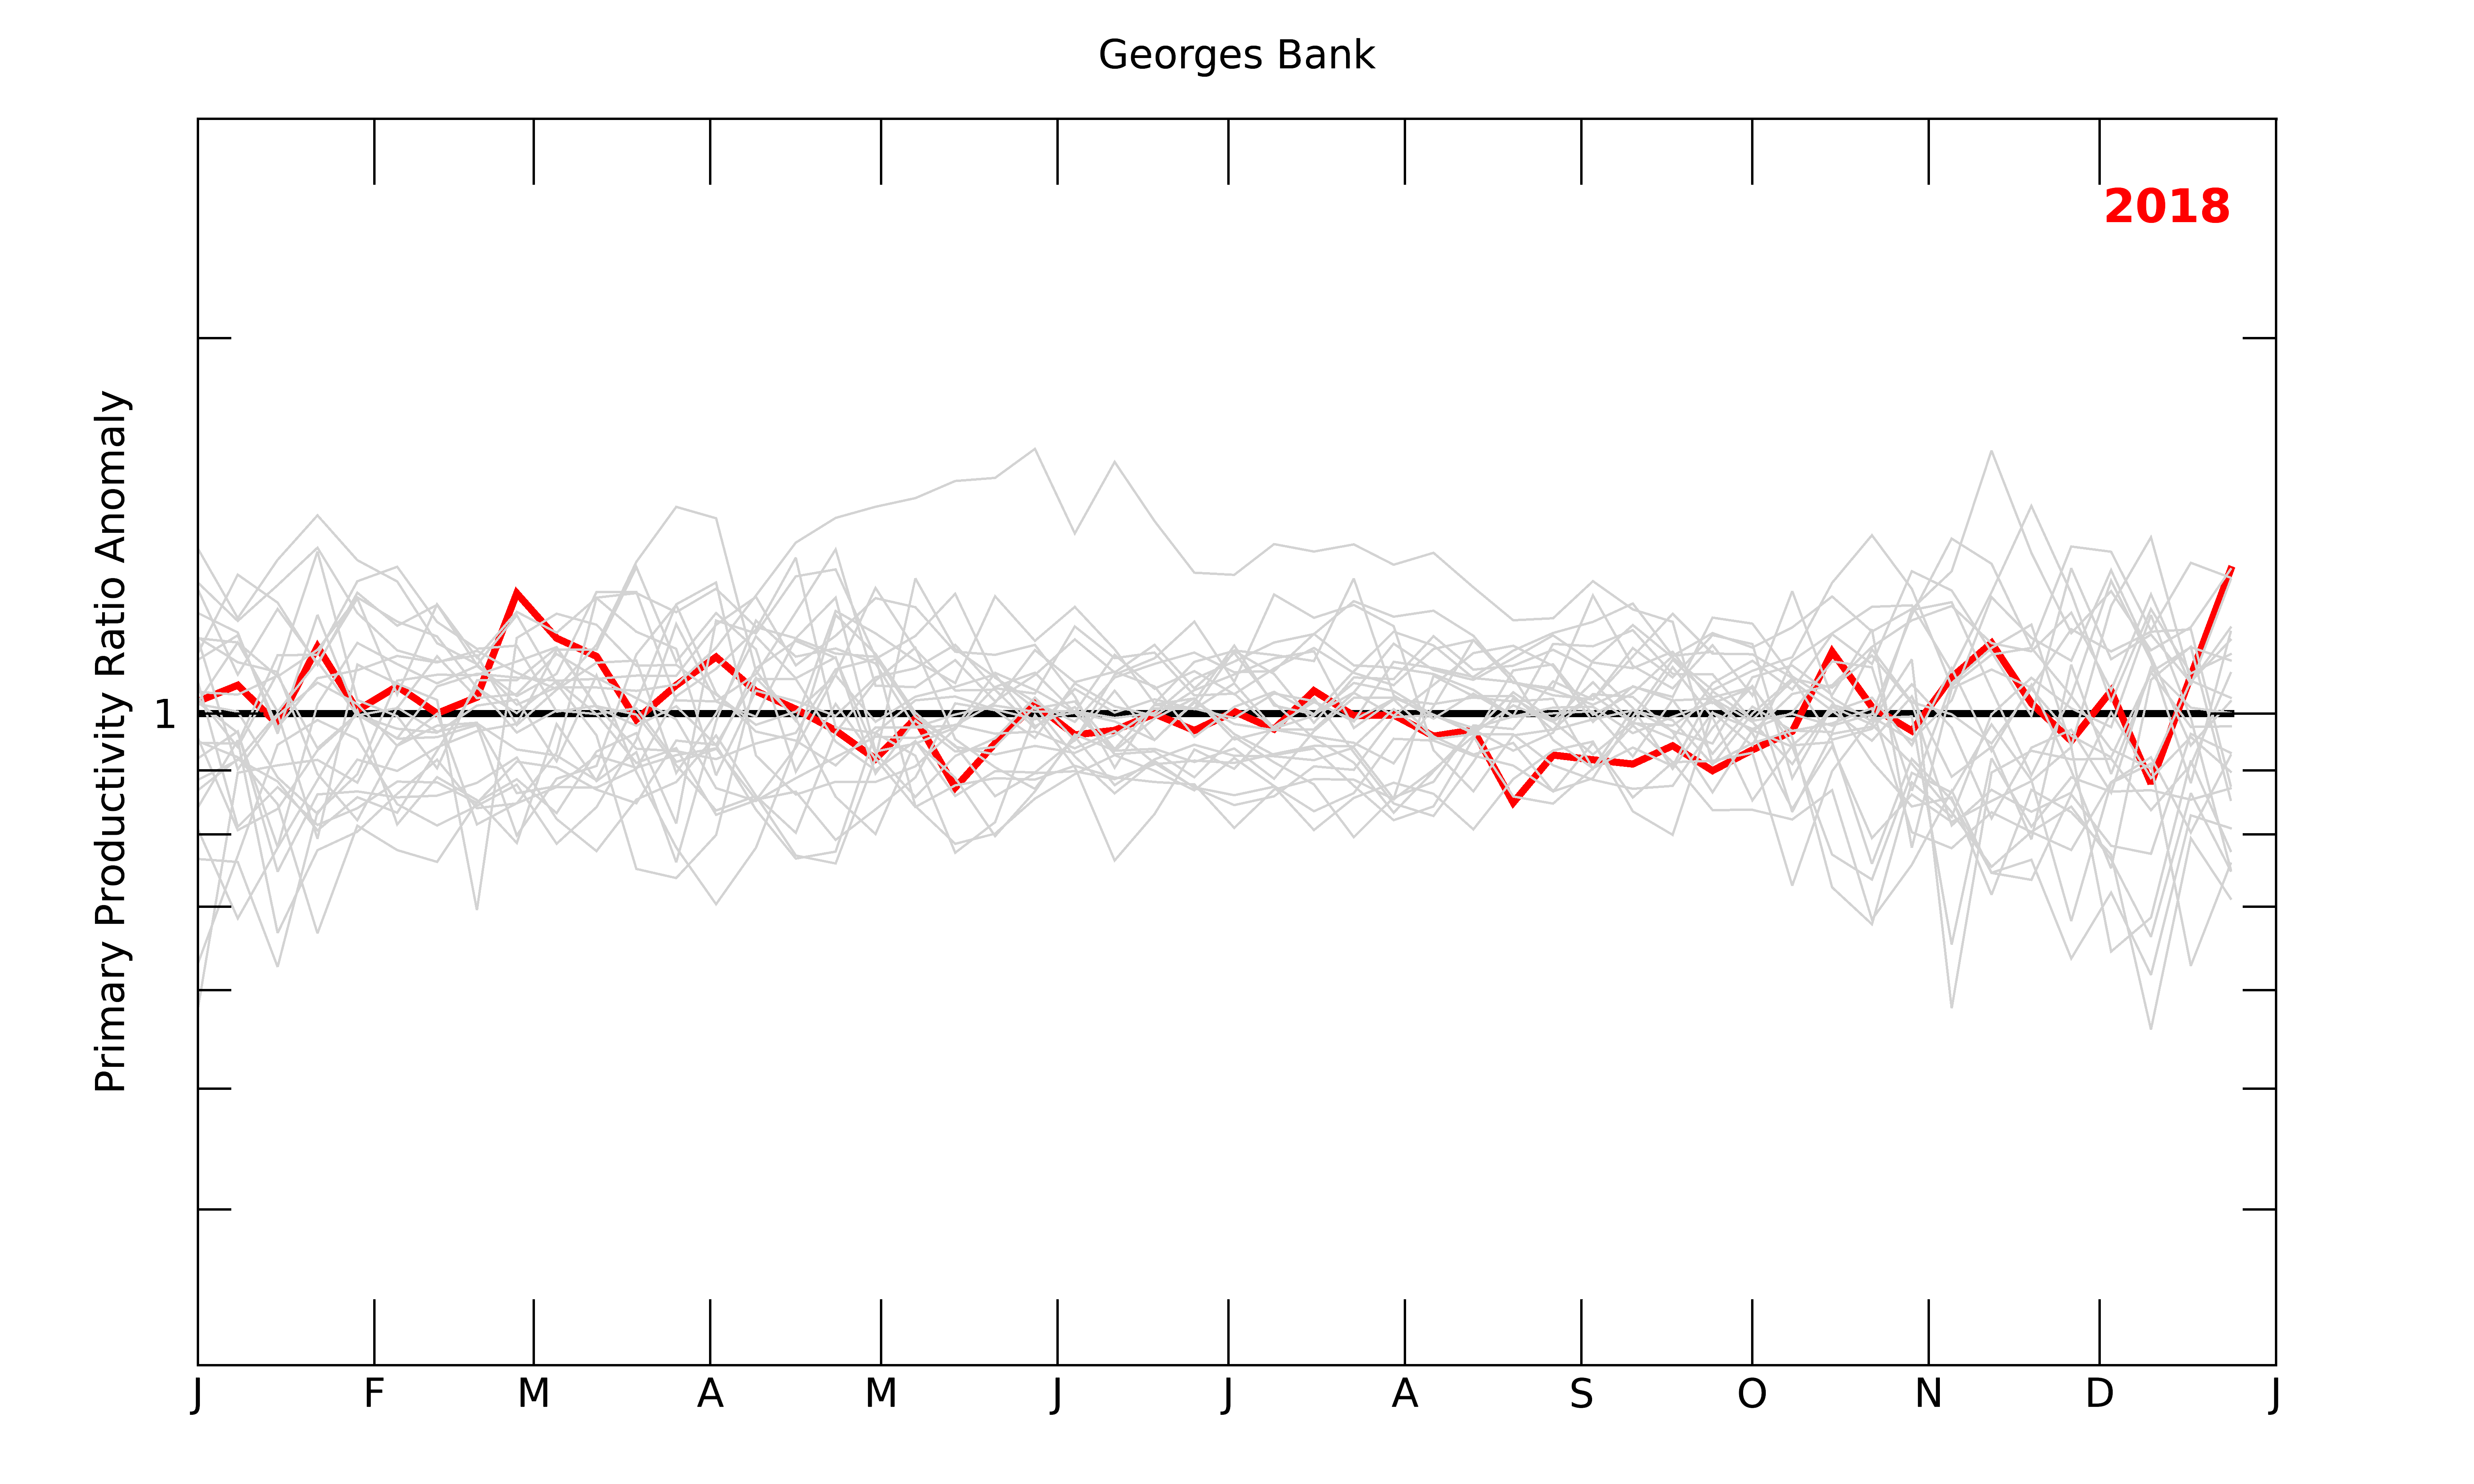 Georges Bank
2018
Primary Productivity Ratio Anomaly
1
J F M A M J J A S O N D J